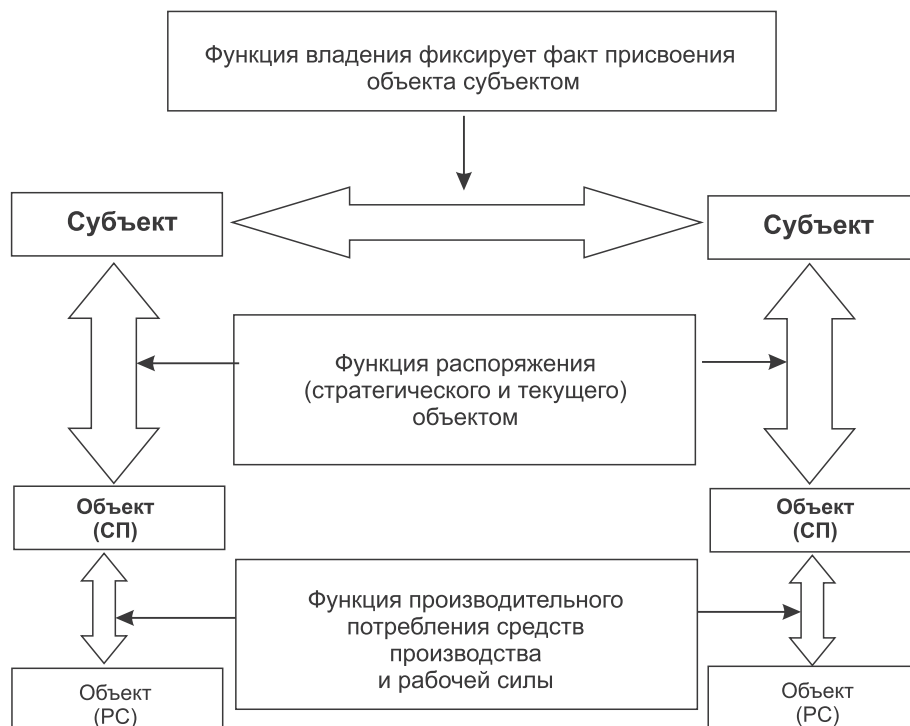 Функция владения фиксирует факт присвоения
объекта субъектом
Субъект
Субъект
Функция распоряжения
(стратегического и текущего)
объектом
Объект
(СП)
Объект
(СП)
Функция производительного
потребления средств
производства
и рабочей силы
Объект
(РС)
Объект
(РС)